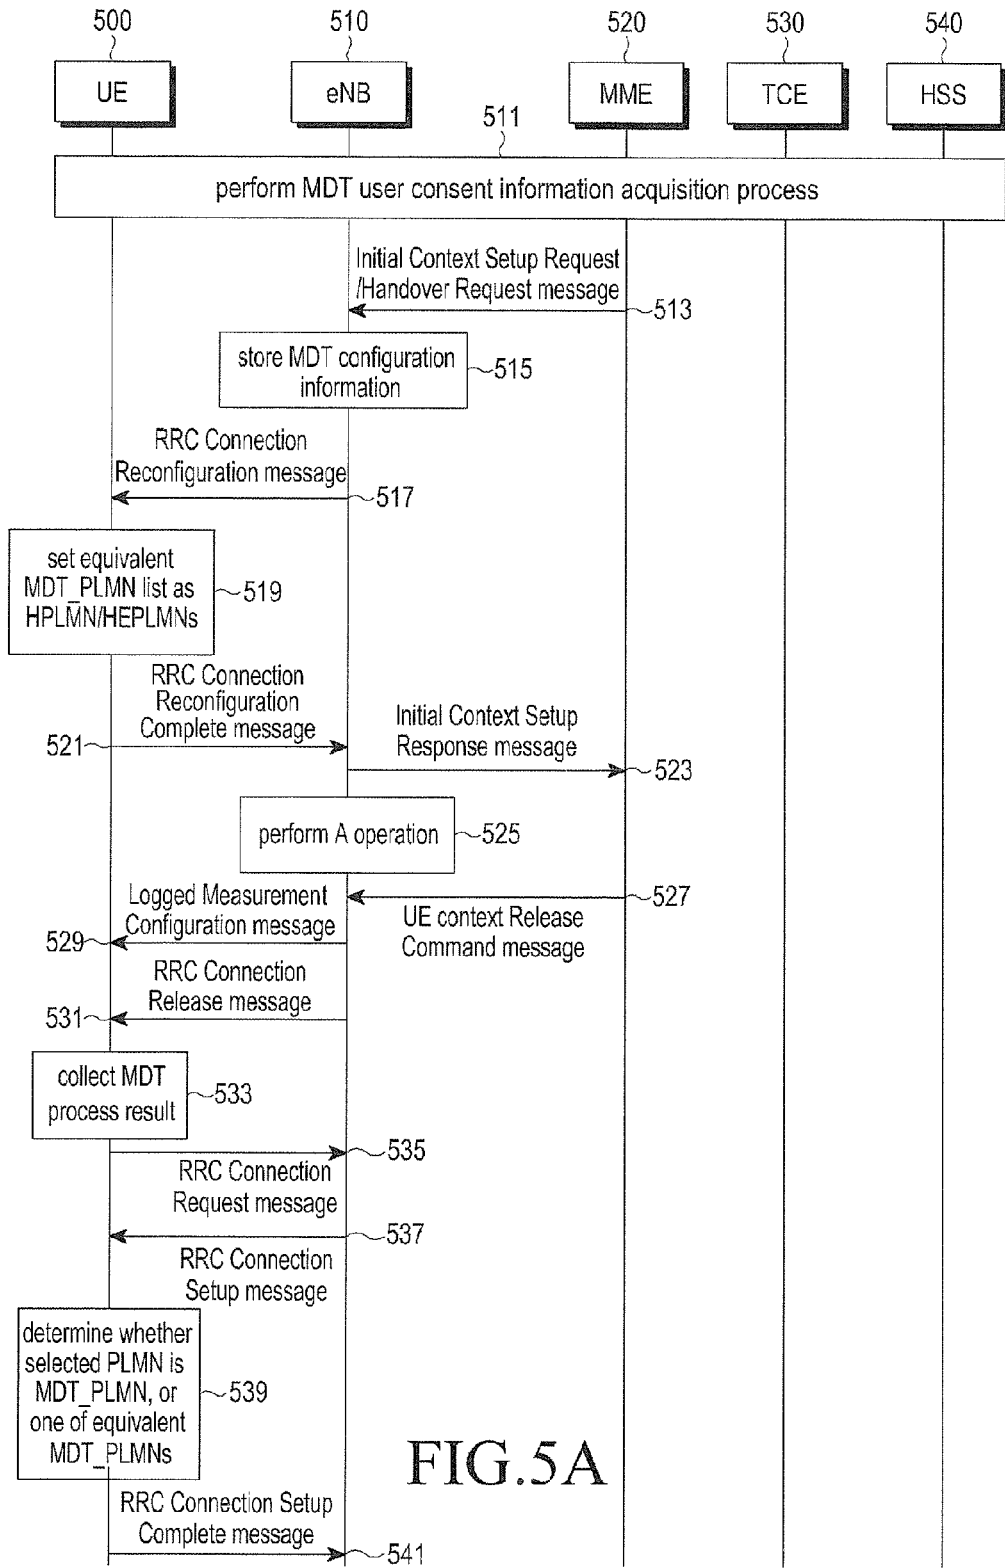 500
510
520
530
540
UE
eNB
MME
TCE
HSS
511
perform MDT user consent information acquisition process
Initial Context Setup Request
/Handover Request message
513
store MDT configuration
information
515
RRC Connection
Reconfiguration message
517
set equivalent
MDT_PLMN list as
HPLMN/HEPLMNs
519
RRC Connection
Reconfiguration
Complete message
521
Initial Context Setup
Response message
523
perform A operation
525
Logged Measurement
Configuration message
527
UE context Release
Command message
529
RRC Connection
Release message
531
collect MDT
process result
533
535
RRC Connection
Request message
537
RRC Connection
Setup message
determine whether
selected PLMN is
MDT_PLMN, or
one of equivalent
MDT_PLMNs
539
FIG.5A
RRC Connection Setup
Complete message
541